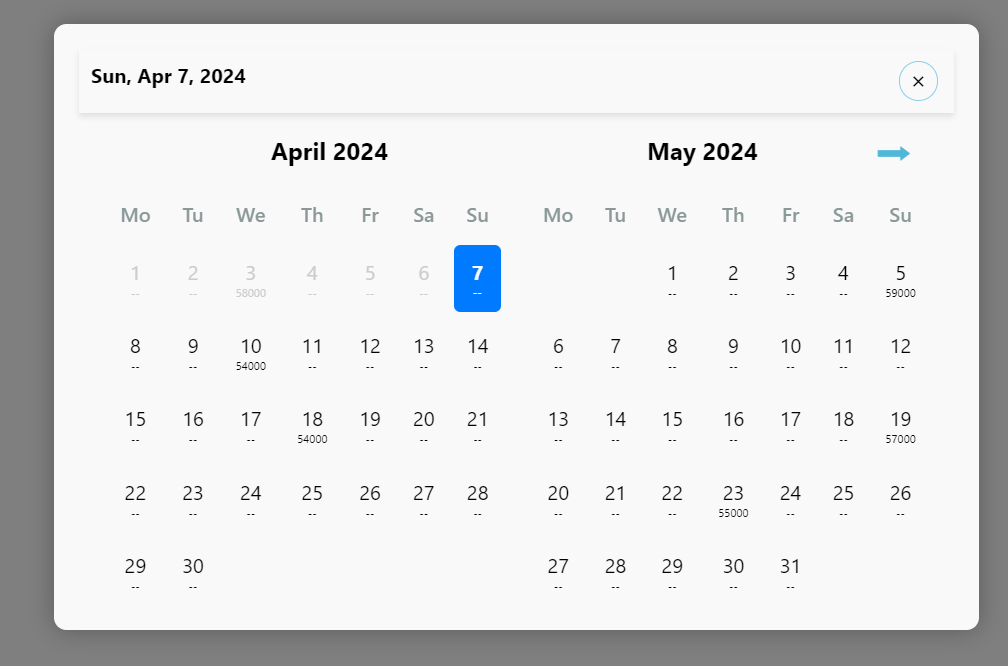 Sun, Apr 7, 2024 ×
April 2024
Mo Tu We Th Fr Sa Su
1 2 3 4 5 6 7
-- -- 58000 -- -- -- --
8 9 10 11 12 13 14
-- -- 54000 -- -- -- --
15 16 17 18 19 20 21
-- -- -- 54000 -- -- --
22 23 24 25 26 27 28
-- -- -- -- -- -- --
29 30
-- --
May 2024
Mo Tu We Th Fr Sa Su
1 2 3 4 5
-- -- -- -- 59000
6 7 8 9 10 11 12
-- -- -- -- -- -- --
13 14 15 16 17 18 19
-- -- -- -- -- -- 57000
20 21 22 23 24 25 26
-- -- -- 55000 -- -- --
27 28 29 30 31
-- -- -- -- --